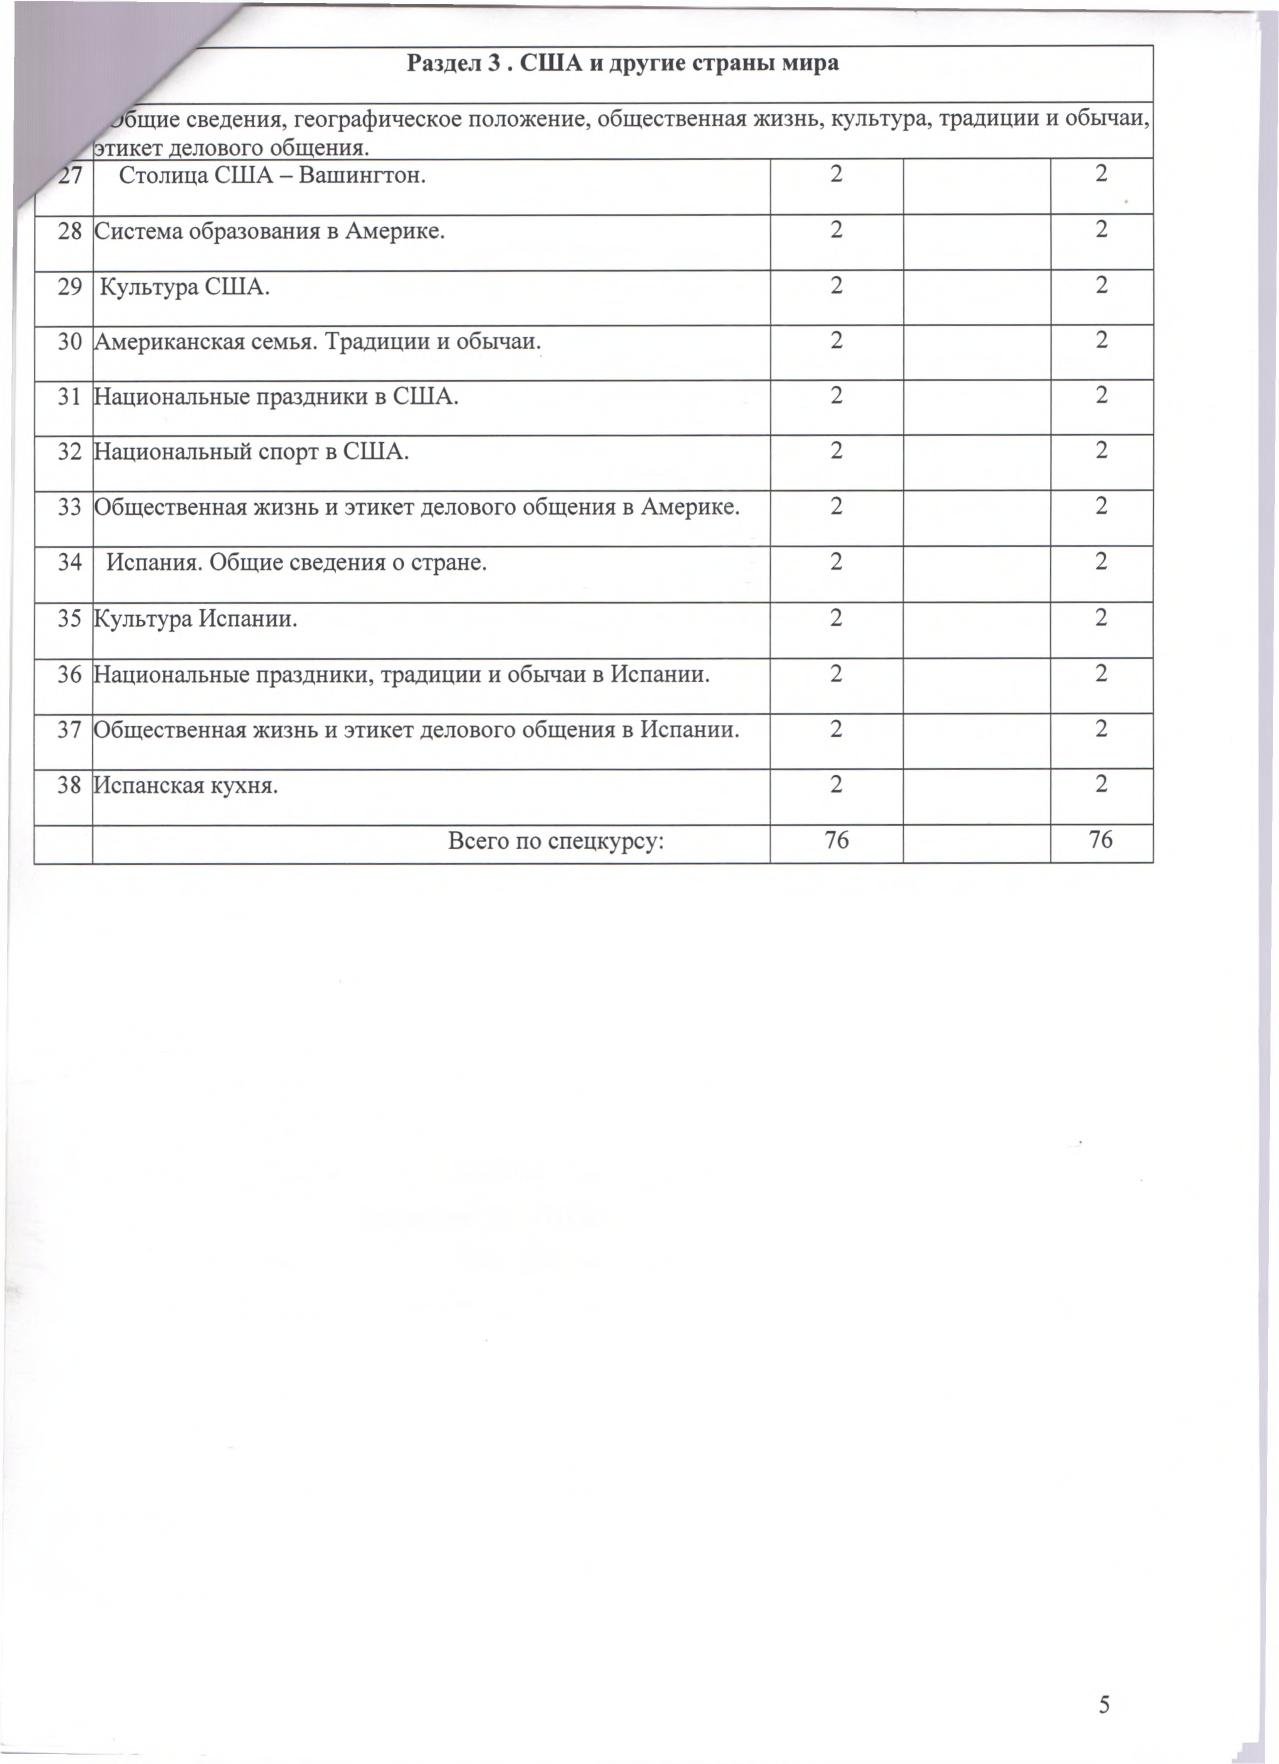 Раздел 3 . США и другие страны мира
Общие сведения, географическое положение, общественная жизнь, культура, традиции и обычаи,
этикет делового общения.
27 Столица США – Вашингтон. 2 2
28 Система образования в Америке. 2 2
29 Культура США. 2 2
30 Американская семья. Традиции и обычаи. 2 2
31 Национальные праздники в США. 2 2
32 Национальный спорт в США. 2 2
33 Общественная жизнь и этикет делового общения в Америке. 2 2
34 Испания. Общие сведения о стране. 2 2
35 Культура Испании. 2 2
36 Национальные праздники, традиции и обычаи в Испании. 2 2
37 Общественная жизнь и этикет делового общения в Испании. 2 2
38 Испанская кухня. 2 2
Всего по спецкурсу: 76 76
5